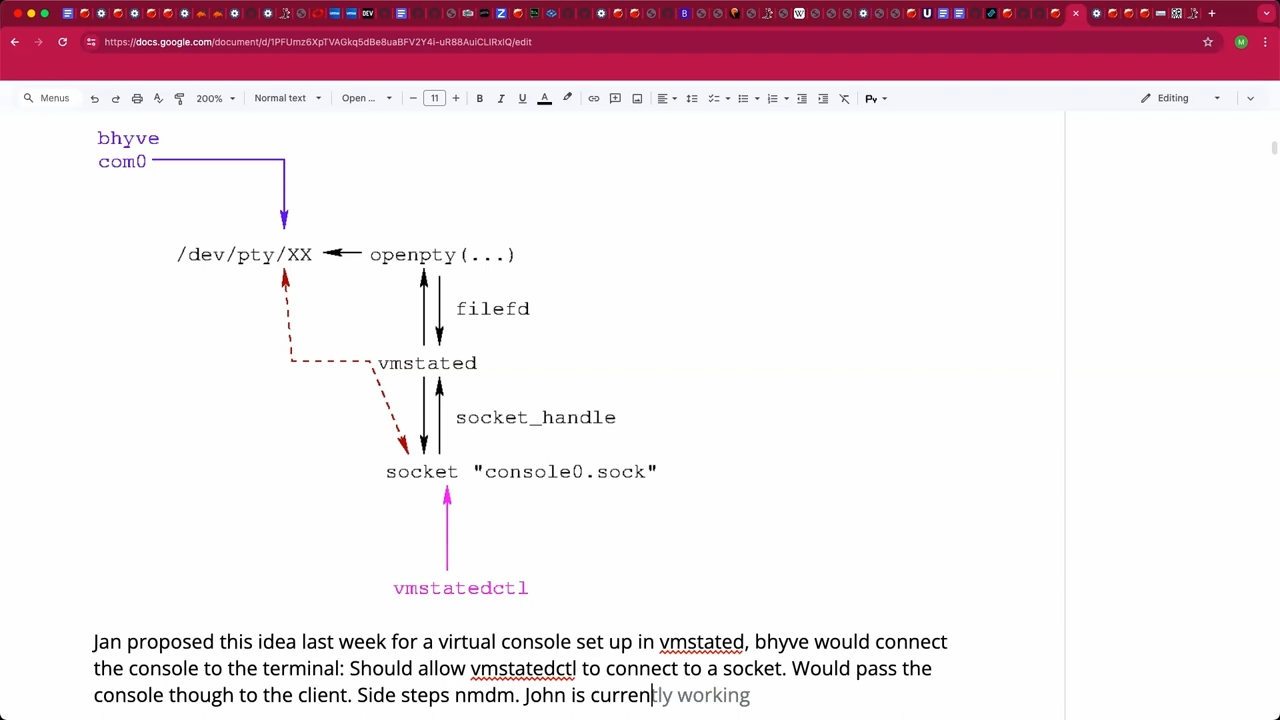 DEV
https://docs.google.com/document/d/1PFUmz6XpTVAGkq5dBe8uaBFV2Y4i-uR88AuiCLIRxIQ/edit
M
Menus
200%
Normal text
Open ...
11
B I U A
Editing
bhyve
com0
/dev/pty/XX
openpty(...)
filefd
vmstated
socket_handle
socket "console0.sock"
vmstatedctl
Jan proposed this idea last week for a virtual console set up in vmstated, bhyve would connect
the console to the terminal: Should allow vmstatedctl to connect to a socket. Would pass the
console though to the client. Side steps nmdm. John is currently working